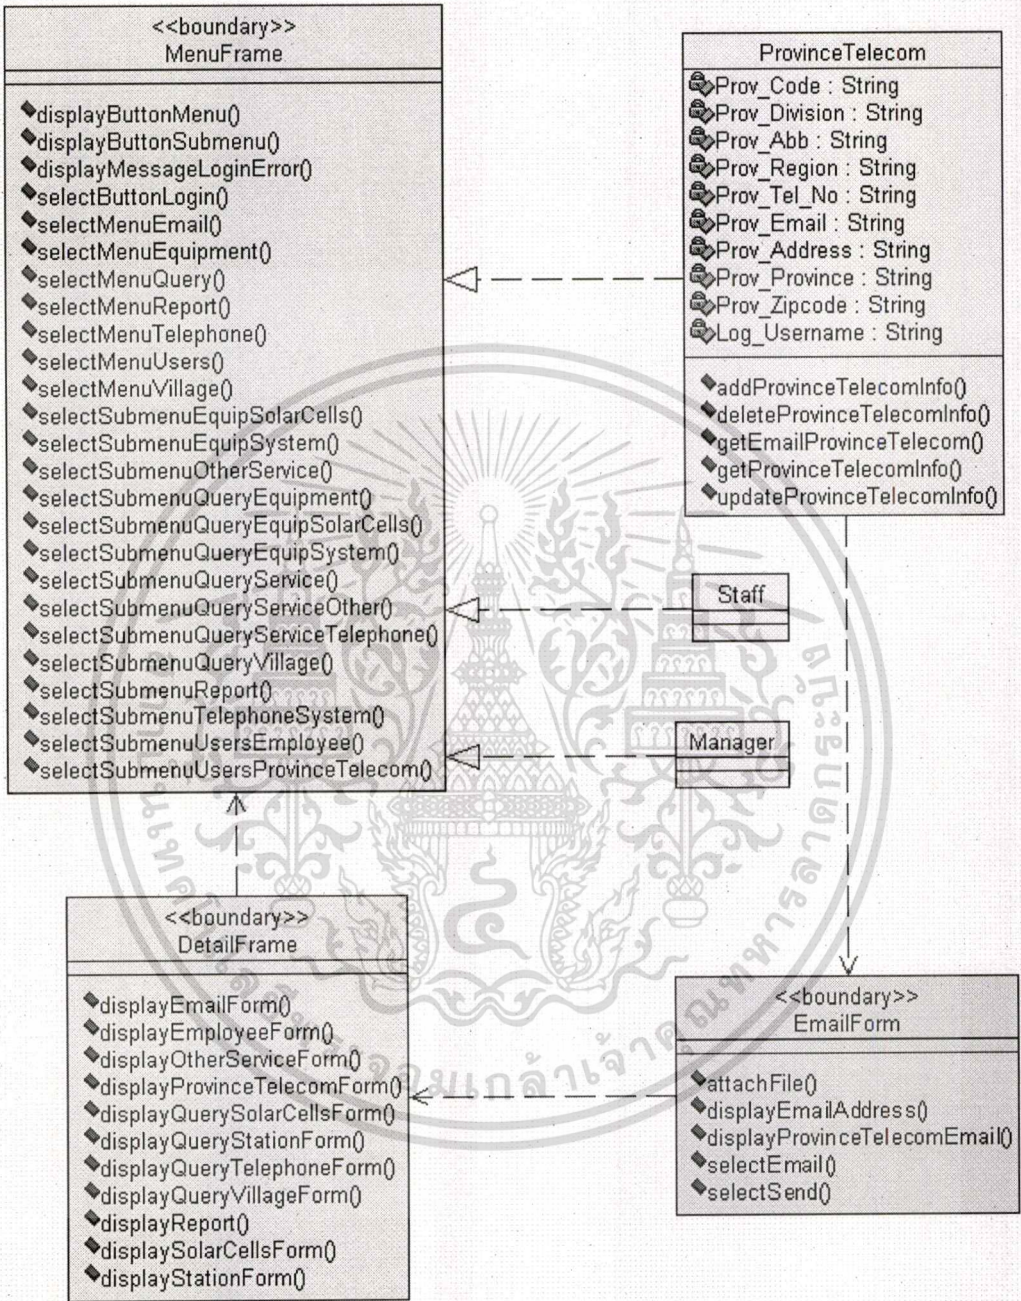 <<boundary>>
MenuFrame
displayButtonMenu()
displayButtonSubmenu()
displayMessageLoginError()
selectButtonLogin()
selectMenuEmail()
selectMenuEquipment()
selectMenuQuery()
selectMenuReport()
selectMenuTelephone()
selectMenuUsers()
selectMenuVillage()
selectSubmenuEquipSolarCells()
selectSubmenuEquipSystem()
selectSubmenuOtherService()
selectSubmenuQueryEquipment()
selectSubmenuQueryEquipSolarCells()
selectSubmenuQueryEquipSystem()
selectSubmenuQueryService()
selectSubmenuQueryServiceOther()
selectSubmenuQueryServiceTelephone()
selectSubmenuQueryVillage()
selectSubmenuReport()
selectSubmenuTelephoneSystem()
selectSubmenuUsersEmployee()
selectSubmenuUsersProvinceTelecom()
ProvinceTelecom
Prov_Code : String
Prov_Division : String
Prov_Abb : String
Prov_Region : String
Prov_Tel_No : String
Prov_Email : String
Prov_Address : String
Prov_Province : String
Prov_Zipcode : String
Log_Username : String
addProvinceTelecomInfo()
deleteProvinceTelecomInfo()
getEmailProvinceTelecom()
getProvinceTelecomInfo()
updateProvinceTelecomInfo()
Staff
Manager
<<boundary>>
DetailFrame
displayEmailForm()
displayEmployeeForm()
displayOtherServiceForm()
displayProvinceTelecomForm()
displayQuerySolarCellsForm()
displayQueryStationForm()
displayQueryTelephoneForm()
displayQueryVillageForm()
displayReport()
displaySolarCellsForm()
displayStationForm()
<<boundary>>
EmailForm
attachFile()
displayEmailAddress()
displayProvinceTelecomEmail()
selectEmail()
selectSend()